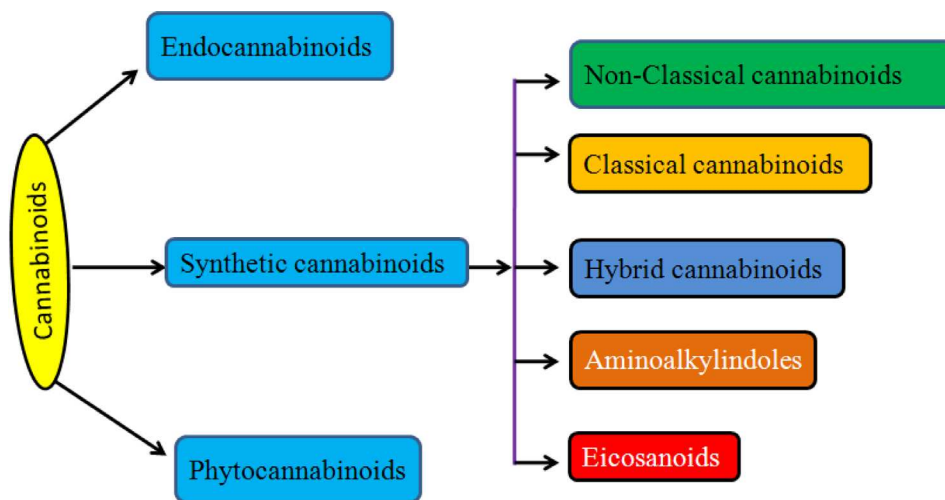 Cannabinoids
Endocannabinoids
Synthetic cannabinoids
Phytocannabinoids
Non-Classical cannabinoids
Classical cannabinoids
Hybrid cannabinoids
Aminoalkylindoles
Eicosanoids